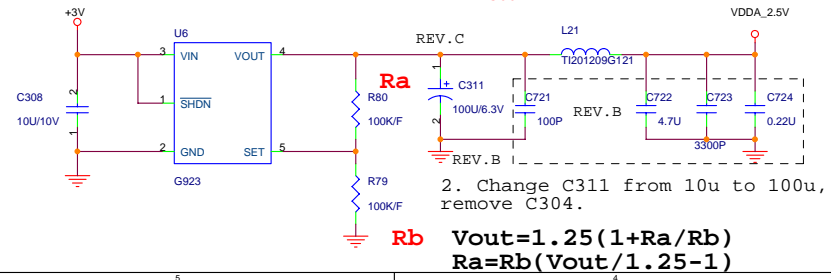 +3V
VDDA_2.5V
U6
L21
REV.C
3 VIN VOUT 4
TI201209G121
Ra
1
C311
100U/6.3V
2
C308
2
10U/10V
1
1 SHDN
R80
100K/F
C721
100P
REV.B
C722
4.7U
C723
3300P
C724
0.22U
2 GND SET 5
REV.B
G923
R79
100K/F
2. Change C311 from 10u to 100u,
remove C304.
Rb Vout=1.25(1+Ra/Rb)
Ra=Rb(Vout/1.25-1)
5
4